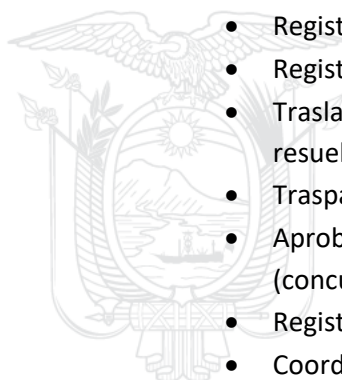 • Regist
• Regist
• Trasla
resuel
• Traspa
• Aprob
(concu
• Regist
• Coord